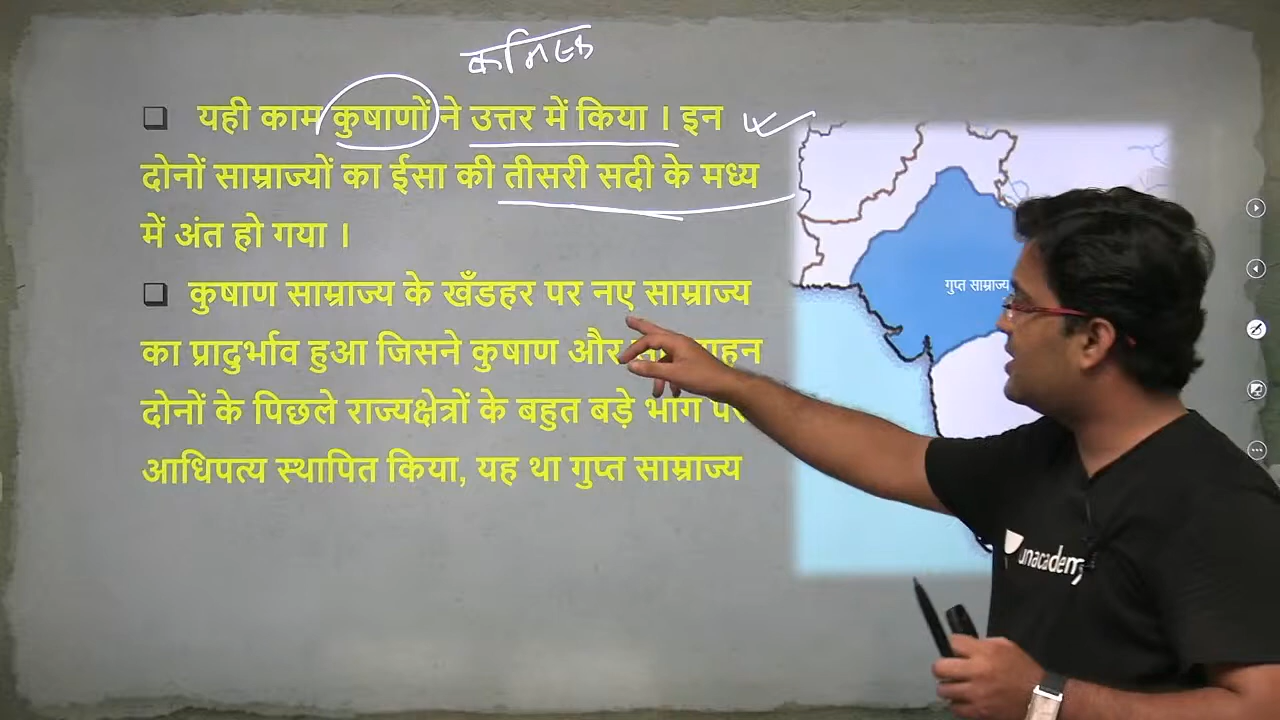 कनिष्क
❑ यही काम कुषाणों ने उत्तर में किया । इन
दोनों साम्राज्यों का ईसा की तीसरी सदी के मध्य
में अंत हो गया ।
❑ कुषाण साम्राज्य के खँडहर पर नए साम्राज्य
का प्रादुर्भाव हुआ जिसने कुषाण और
दोनों के पिछले राज्यक्षेत्रों के बहुत बड़े भाग पर
आधिपत्य स्थापित किया, यह था गुप्त साम्राज्य
गुप्त साम्राज्य
unacademy